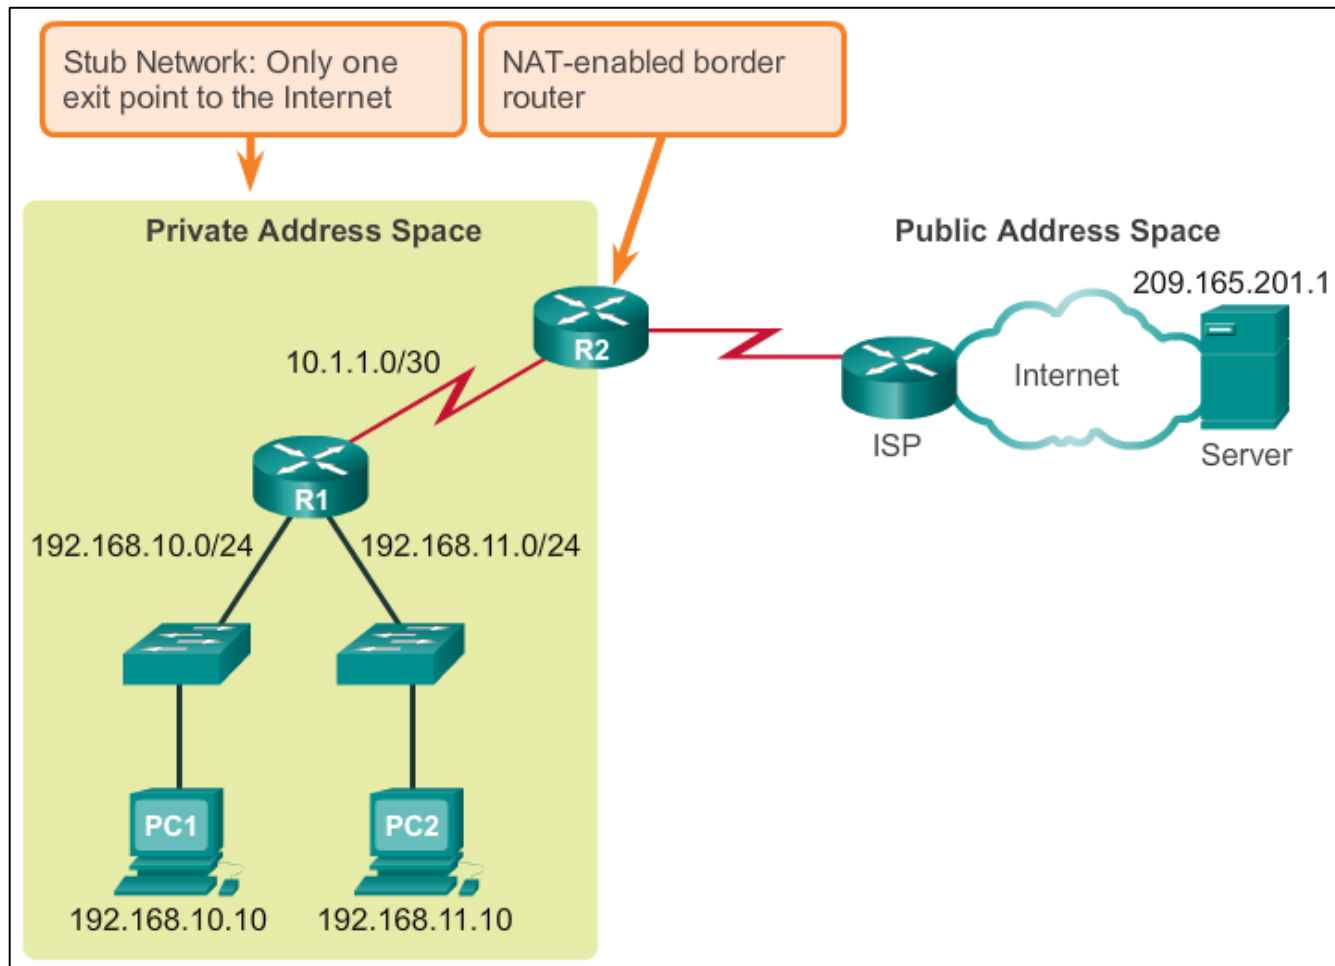 Stub Network: Only one
exit point to the Internet
NAT-enabled border
router
Private Address Space
Public Address Space
209.165.201.1
R2
10.1.1.0/30
Internet
ISP
Server
R1
192.168.10.0/24
192.168.11.0/24
PC1
PC2
192.168.10.10
192.168.11.10